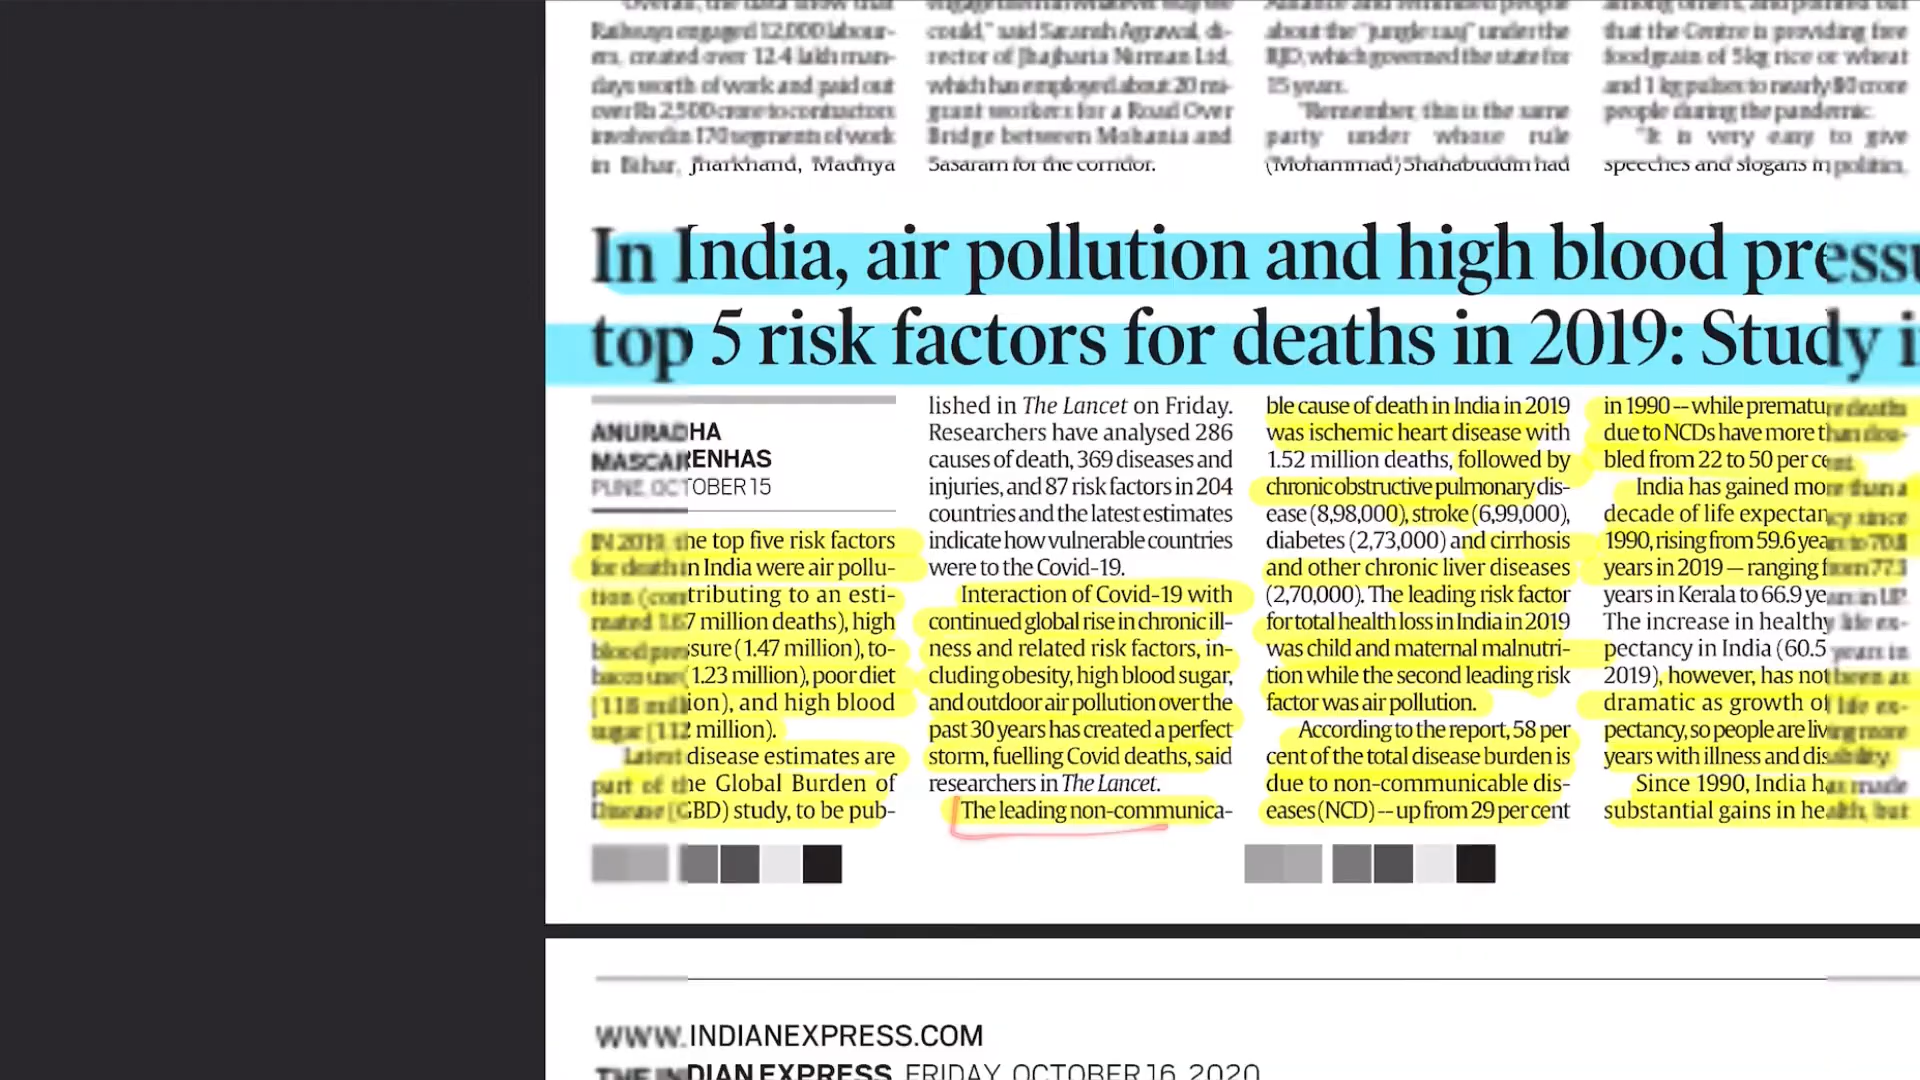 Railways engaged 12,000 labour-
ers, created over 12.4 lakh man-
days worth of work and paid out
over Rs 2,500 crore to contractors
involved in 170 segments of work
in Bihar, Jharkhand, Madhya
could," said Saransh Agrawal, di-
rector of Jhajharia Nirman Ltd,
which has employed about 20 mi-
grant workers for a Road Over
Bridge between Mohania and
Sasaram for the corridor.
about the "jungle raaj" under the
RJD, which governed the state for
15 years.
"Remember, this is the same
party under whose rule
(Mohammad) Shahabuddin had
that the Centre is providing free
foodgrain of 5 kg rice or wheat
and 1 kg pulses to nearly 80 crore
people during the pandemic.
"It is very easy to give
speeches and slogans in politics,
In India, air pollution and high blood pressu
top 5 risk factors for deaths in 2019: Study i
ANURADHA
MASCARENHAS
PUNE, OCTOBER 15
IN 2019, the top five risk factors
for death in India were air pollu-
tion (contributing to an esti-
mated 1.67 million deaths), high
blood pressure (1.47 million), to-
bacco use (1.23 million), poor diet
(1.18 million), and high blood
sugar (1.12 million).
Latest disease estimates are
part of the Global Burden of
Disease (GBD) study, to be pub-
lished in The Lancet on Friday.
Researchers have analysed 286
causes of death, 369 diseases and
injuries, and 87 risk factors in 204
countries and the latest estimates
indicate how vulnerable countries
were to the Covid-19.
Interaction of Covid-19 with
continued global rise in chronic ill-
ness and related risk factors, in-
cluding obesity, high blood sugar,
and outdoor air pollution over the
past 30 years has created a perfect
storm, fuelling Covid deaths, said
researchers in The Lancet.
The leading non-communica-
ble cause of death in India in 2019
was ischemic heart disease with
1.52 million deaths, followed by
chronic obstructive pulmonary dis-
ease (8,98,000), stroke (6,99,000),
diabetes (2,73,000) and cirrhosis
and other chronic liver diseases
(2,70,000). The leading risk factor
for total health loss in India in 2019
was child and maternal malnutri-
tion while the second leading risk
factor was air pollution.
According to the report, 58 per
cent of the total disease burden is
due to non-communicable dis-
eases (NCD) -- up from 29 per cent
in 1990 -- while premature deaths
due to NCDs have more than dou-
bled from 22 to 50 per cent.
India has gained more than a
decade of life expectancy since
1990, rising from 59.6 years to 70.8
years in 2019 — ranging from 77.3
years in Kerala to 66.9 years in UP.
The increase in healthy life ex-
pectancy in India (60.5 years in
2019), however, has not been as
dramatic as growth of life ex-
pectancy, so people are living more
years with illness and disability.
Since 1990, India has made
substantial gains in health, but
WWW.INDIANEXPRESS.COM
THE INDIAN EXPRESS, FRIDAY, OCTOBER 16, 2020